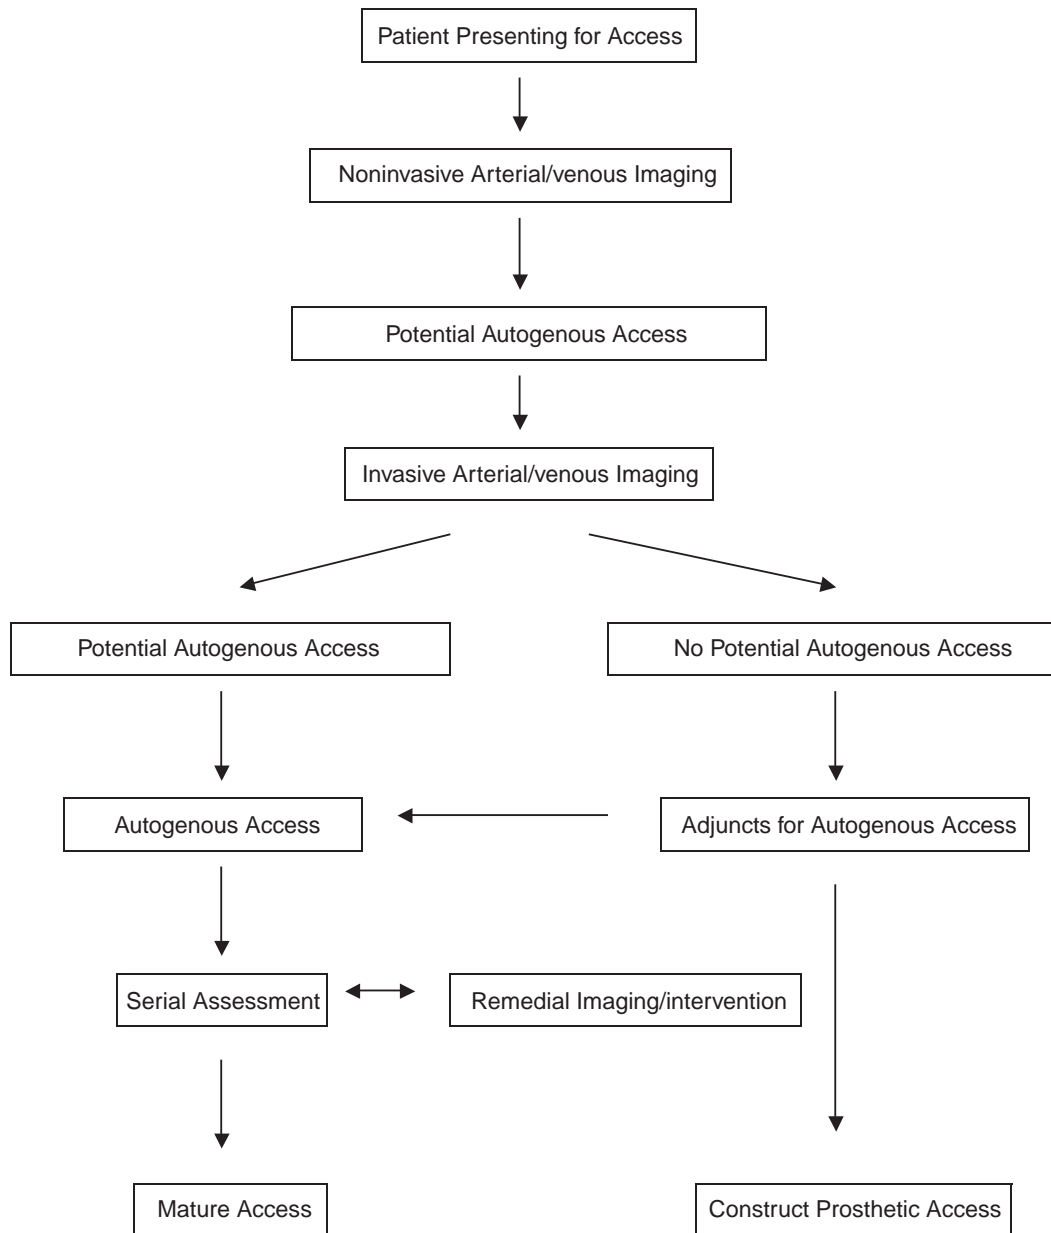 Patient Presenting for Access
Noninvasive Arterial/venous Imaging
Potential Autogenous Access
Invasive Arterial/venous Imaging
Potential Autogenous Access
No Potential Autogenous Access
Autogenous Access
Adjuncts for Autogenous Access
Serial Assessment
Remedial Imaging/intervention
Mature Access
Construct Prosthetic Access